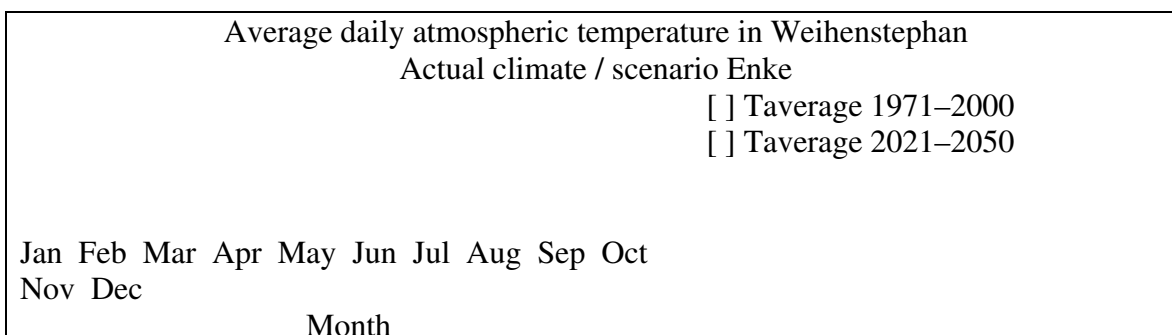 Average daily atmospheric temperature in Weihenstephan
Actual climate / scenario Enke
[ ] Taverage 1971–2000
[ ] Taverage 2021–2050
Jan Feb Mar Apr May Jun Jul Aug Sep Oct
Nov Dec
Month